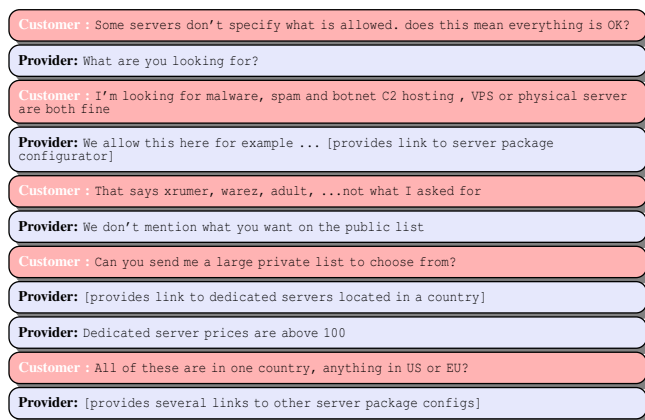 Customer : Some servers don't specify what is allowed. does this mean everything is OK?
Provider: What are you looking for?
Customer : I'm looking for malware, spam and botnet C2 hosting , VPS or physical server
are both fine
Provider: We allow this here for example ... [provides link to server package
configurator]
Customer : That says xrumer, warez, adult, ...not what I asked for
Provider: We don't mention what you want on the public list
Customer : Can you send me a large private list to choose from?
Provider: [provides link to dedicated servers located in a country]
Provider: Dedicated server prices are above 100
Customer : All of these are in one country, anything in US or EU?
Provider: [provides several links to other server package configs]